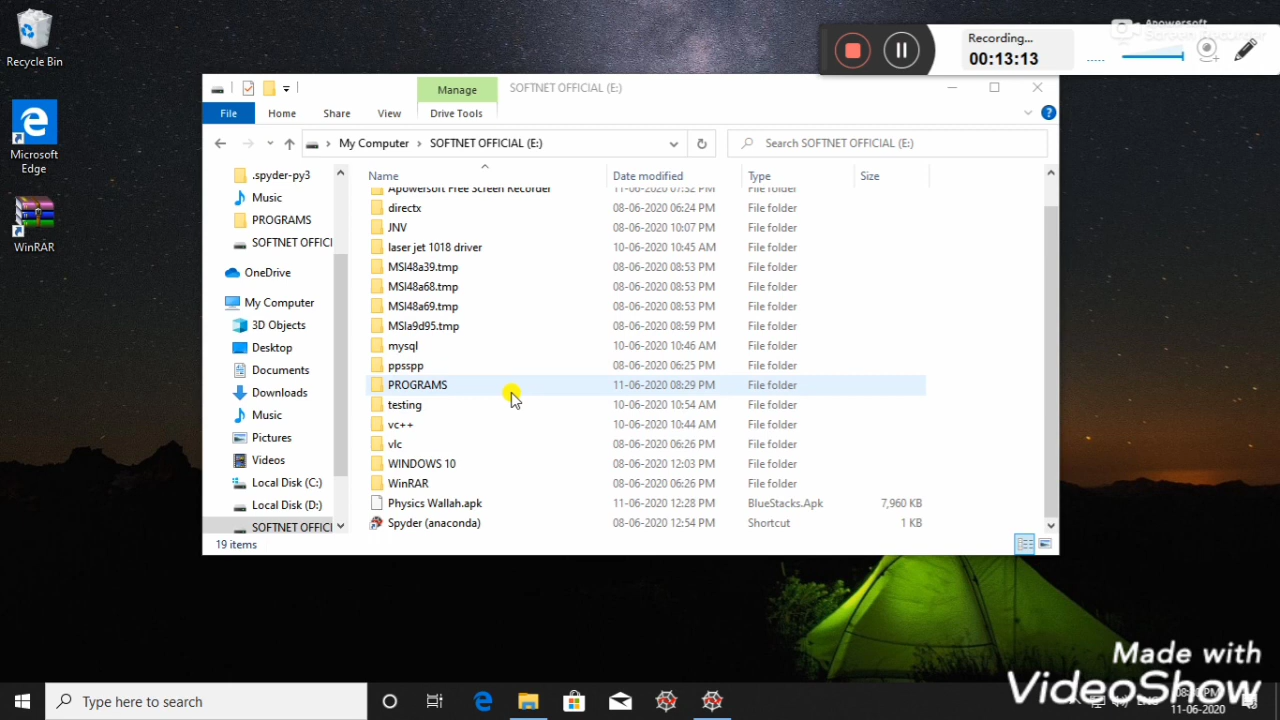 Recycle Bin
Microsoft
Edge
WinRAR
Apowersoft
Screen Recorder
Recording...
00:13:13
Manage
SOFTNET OFFICIAL (E:)
File
Home
Share
View
Drive Tools
My Computer
SOFTNET OFFICIAL (E:)
Search SOFTNET OFFICIAL (E:)
.spyder-py3
Music
PROGRAMS
SOFTNET OFFICI
OneDrive
My Computer
3D Objects
Desktop
Documents
Downloads
Music
Pictures
Videos
Local Disk (C:)
Local Disk (D:)
SOFTNET OFFICI
Name Date modified Type Size
Apowersoft Free Screen Recorder 11-06-2020 07:52 PM File folder
directx 08-06-2020 06:24 PM File folder
JNV 08-06-2020 10:07 PM File folder
laser jet 1018 driver 10-06-2020 10:45 AM File folder
MSI48a39.tmp 08-06-2020 08:53 PM File folder
MSI48a68.tmp 08-06-2020 08:53 PM File folder
MSI48a69.tmp 08-06-2020 08:53 PM File folder
MSIa9d95.tmp 08-06-2020 08:59 PM File folder
mysql 10-06-2020 10:46 AM File folder
ppsspp 08-06-2020 06:25 PM File folder
PROGRAMS 11-06-2020 08:29 PM File folder
testing 10-06-2020 10:54 AM File folder
vc++ 10-06-2020 10:44 AM File folder
vlc 08-06-2020 06:26 PM File folder
WINDOWS 10 08-06-2020 12:03 PM File folder
WinRAR 08-06-2020 06:26 PM File folder
Physics Wallah.apk 11-06-2020 12:28 PM BlueStacks.Apk 7,960 KB
Spyder (anaconda) 08-06-2020 12:54 PM Shortcut 1 KB
19 items
Made with
VideoShow
Type here to search
ENG
11-06-2020